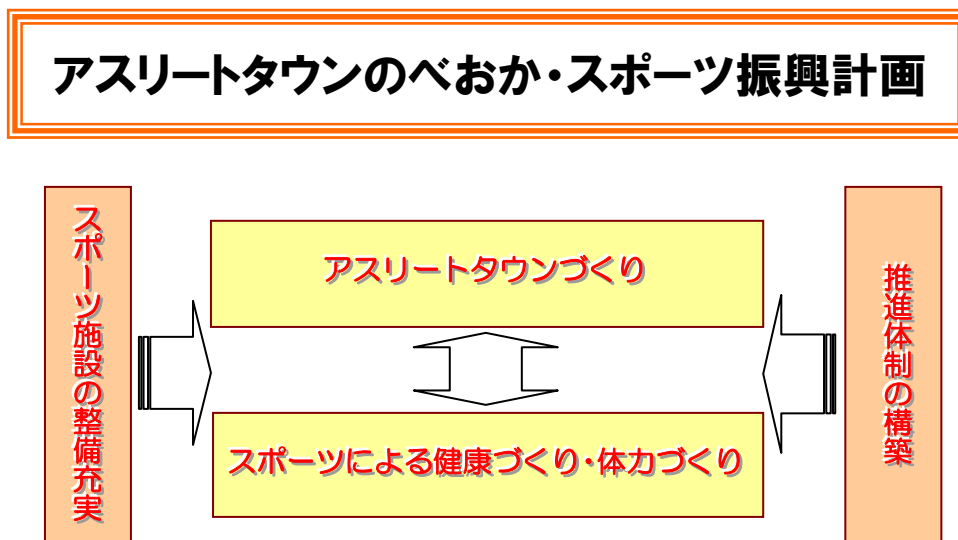 アスリートタウンのべおか・スポーツ振興計画
スポーツ施設の整備充実
アスリートタウンづくり
スポーツによる健康づくり・体力づくり
推進体制の構築